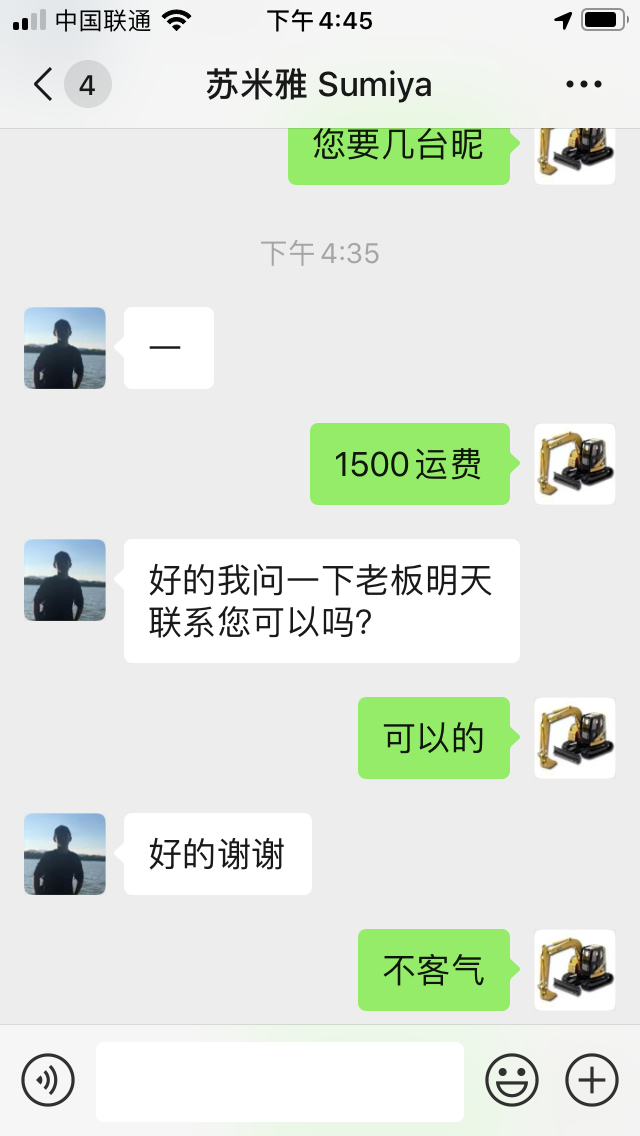 中国联通
下午4:45
4
苏米雅 Sumiya
您要几台呢
下午4:35
一
1500运费
好的我问一下老板明天
联系您可以吗?
可以的
好的谢谢
不客气